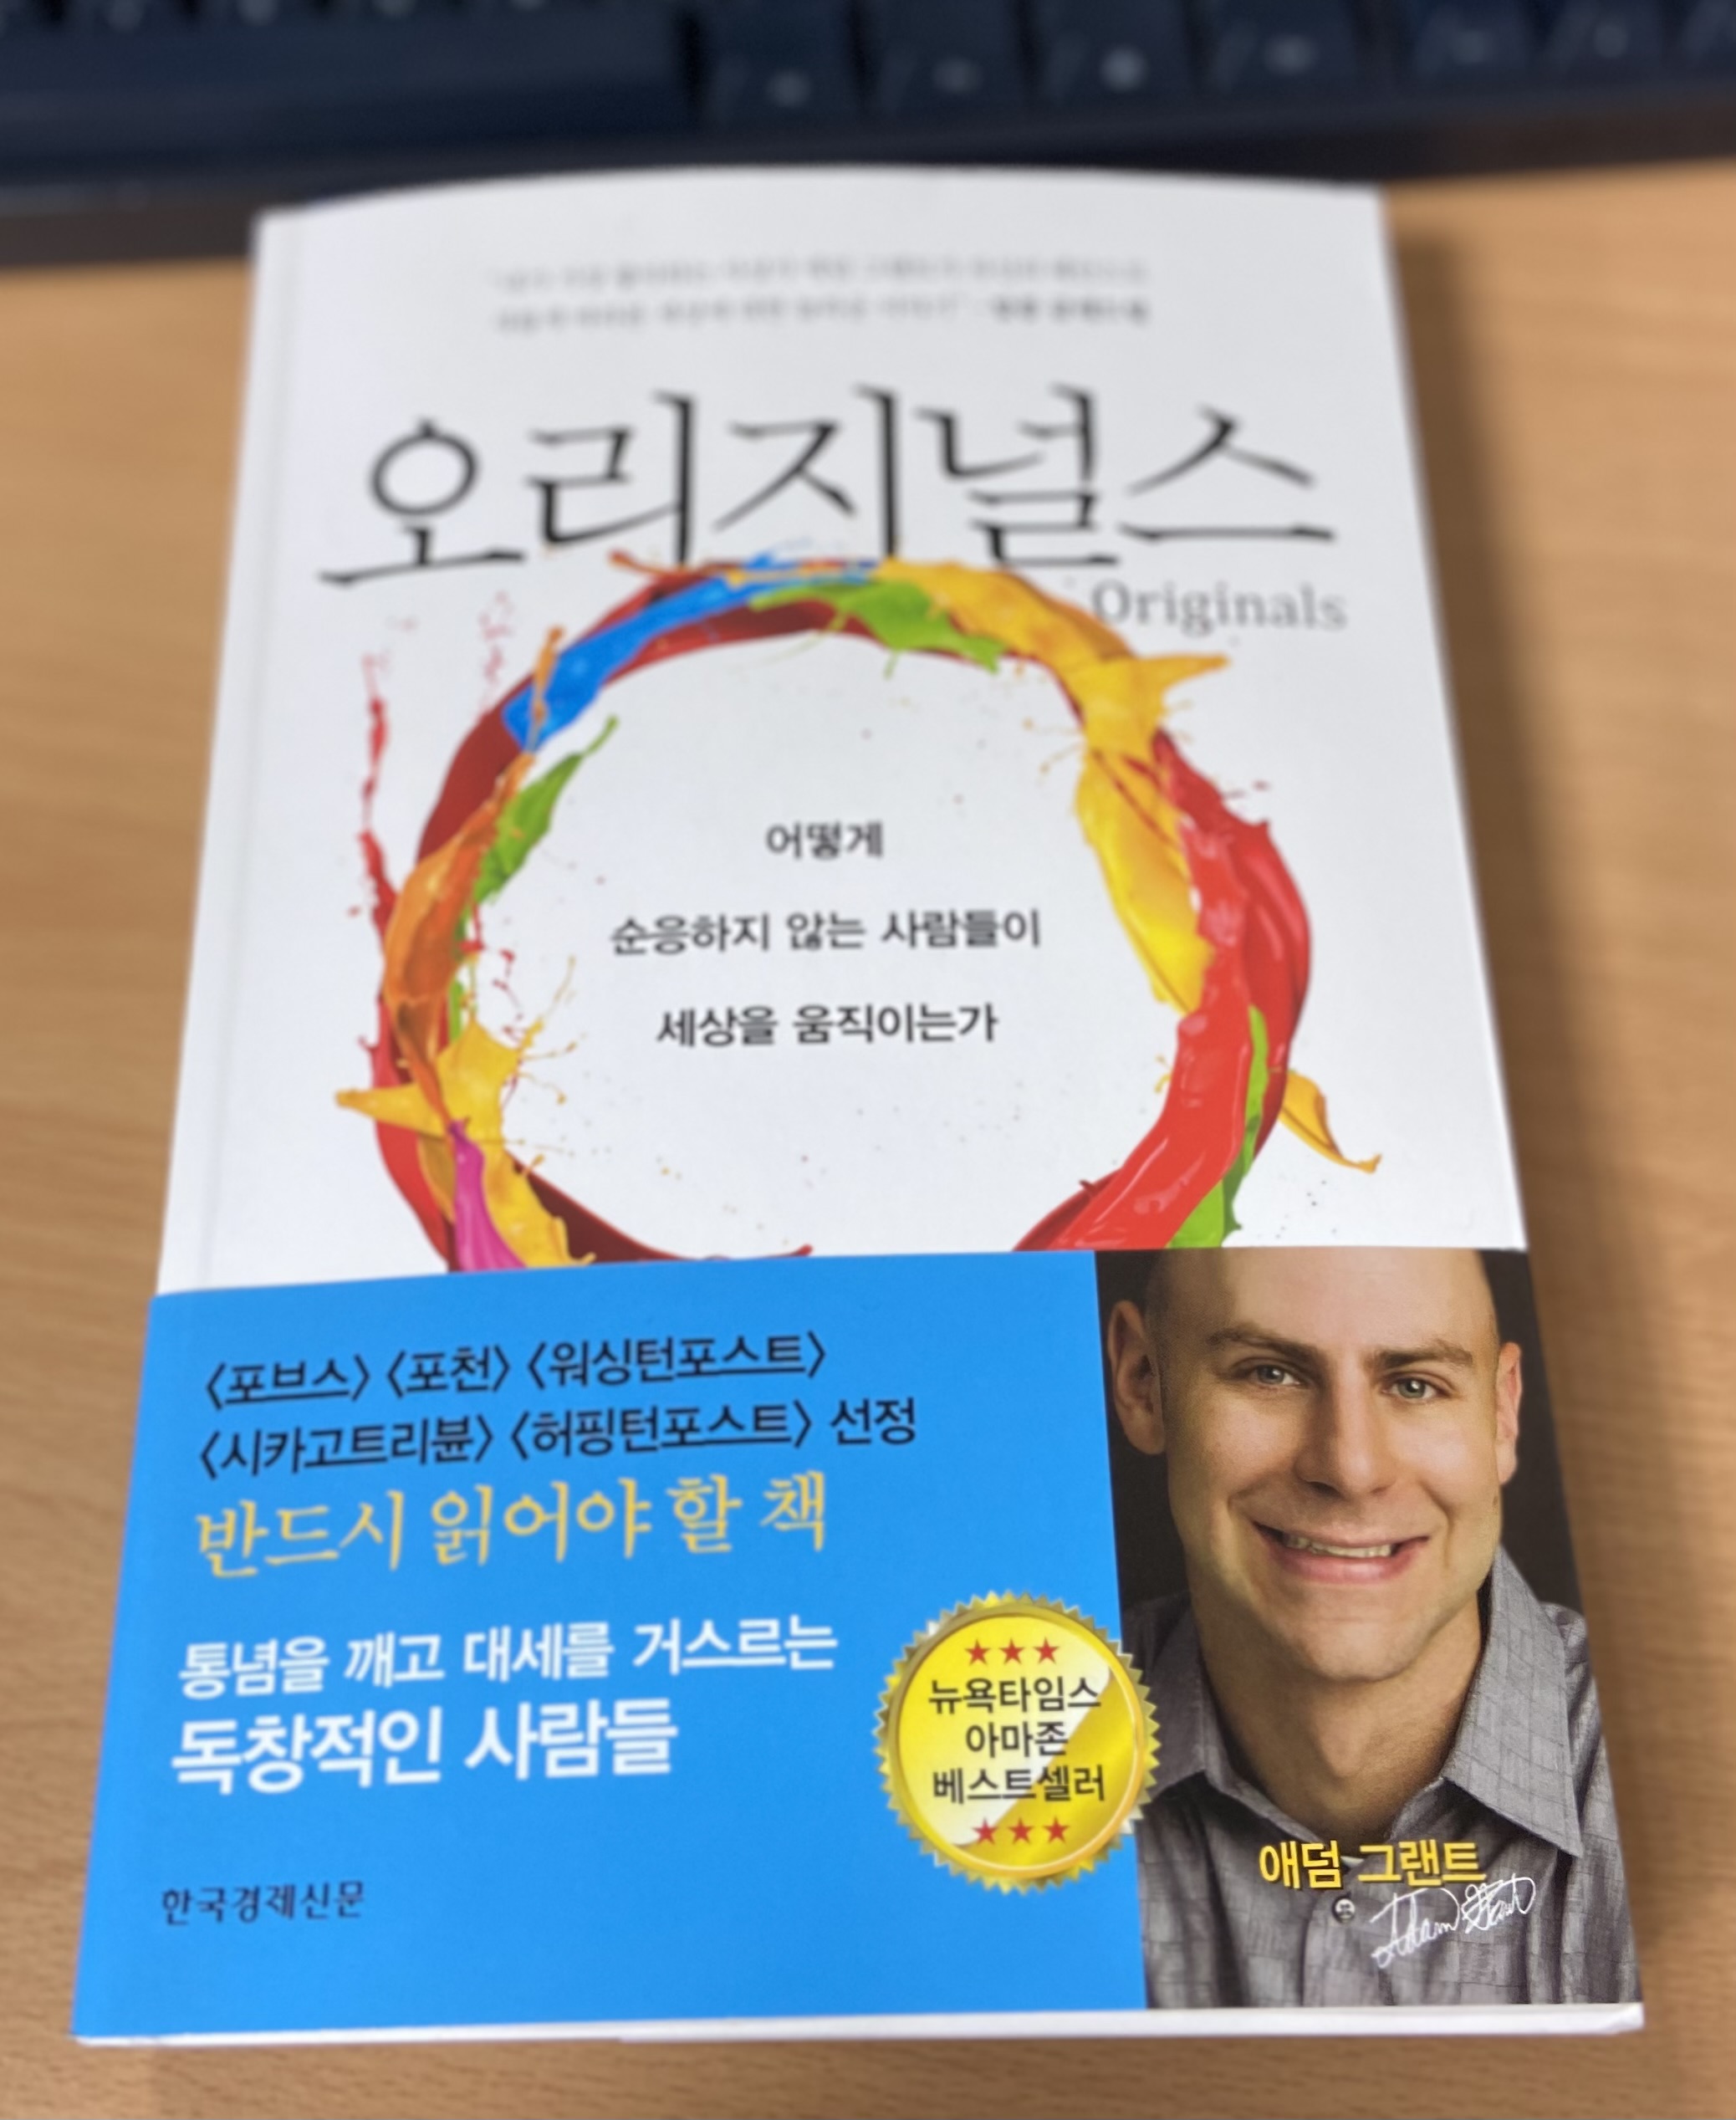 오리지널스
Originals
어떻게
순응하지 않는 사람들이
세상을 움직이는가
〈포브스〉 〈포천〉 〈워싱턴포스트〉
〈시카고트리뷴〉 〈허핑턴포스트〉 선정
반드시 읽어야 할 책
통념을 깨고 대세를 거스르는
독창적인 사람들
뉴욕타임스
아마존
베스트셀러
애덤 그랜트
Adam Grant
한국경제신문